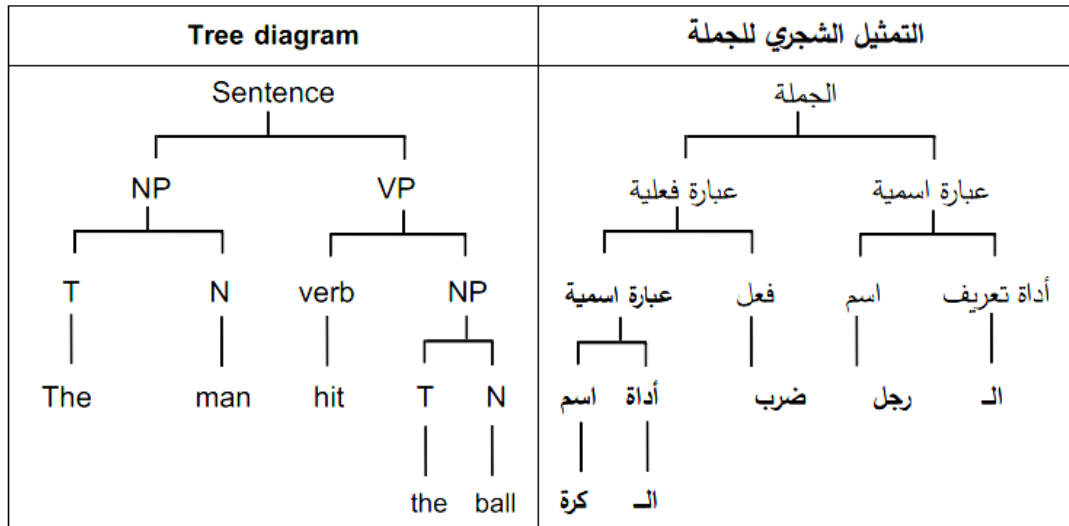 Tree diagram
Sentence
NP VP
T N verb NP
The man hit T N
the ball
التمثيل الشجري للجملة
الجملة
عبارة اسمية عبارة فعلية
أداة تعريف اسم فعل عبارة اسمية
الـ رجل ضرب أداة اسم
الـ كرة